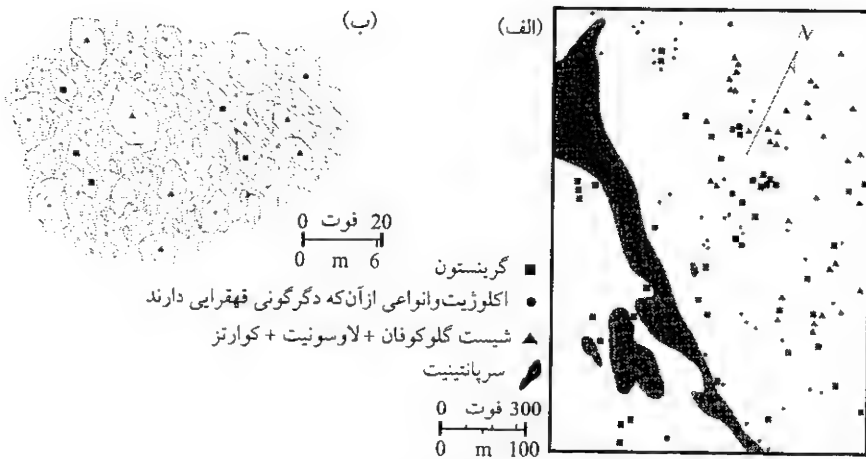 (الف)
(ب)
N
0 فوت 20
0 m 6
گرینستون
اکلوژیت وانواعی ازآن که دگرگونی قهقرایی دارند
شیست گلوکوفان + لاوسونیت + کوارتز
سرپانتینیت
0 فوت 300
0 m 100